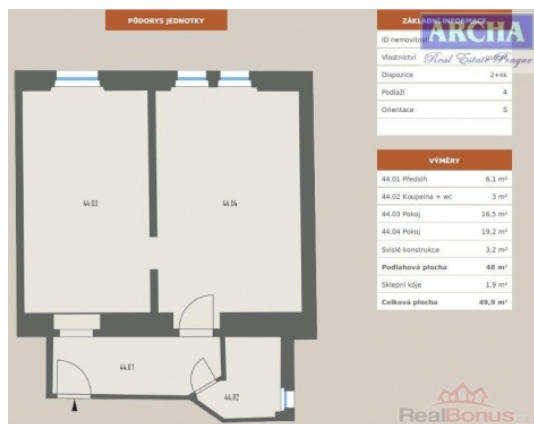 PŮDORYS JEDNOTKY
ZÁKLADNÍ INFORMACE
ARCHA
Real Estate Prague
ID nemovitosti
Vlastnictví
Dispozice 2+kk
Podlaží 4
Orientace S
VÝMĚRY
44.01 Předsíň 6,1 m²
44.02 Koupelna + wc 3 m²
44.03 Pokoj 16,5 m²
44.04 Pokoj 19,2 m²
Svislé konstrukce 3,2 m²
Podlahová plocha 48 m²
Sklepní kóje 1,9 m²
Celková plocha 49,9 m²
44.03
44.04
44.01
44.02
RealBonus.cz